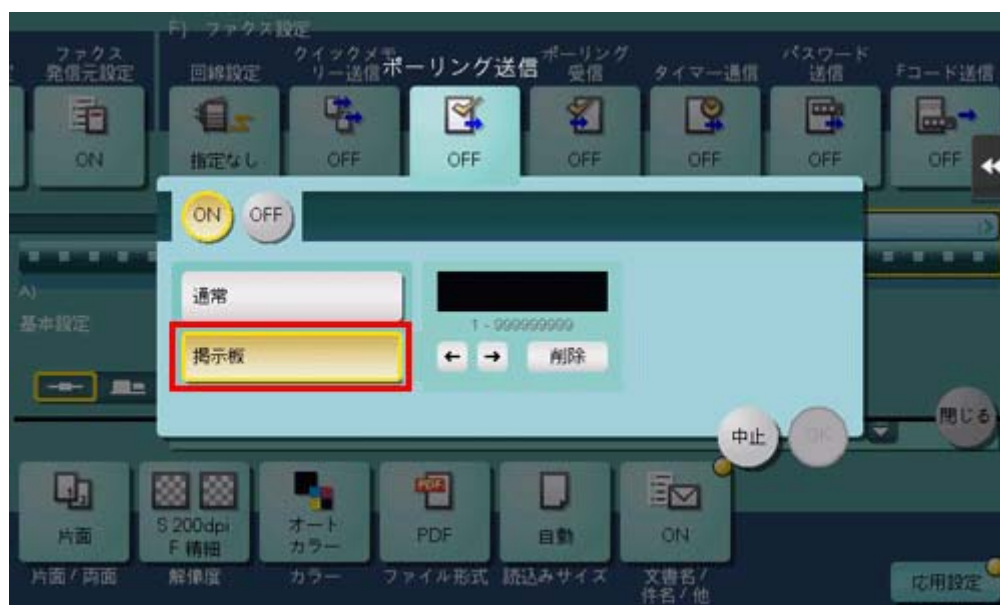 F) ファクス設定
ファクス
発信元設定
回線設定
クイックメモ
リー送信
ポーリング送信
ポーリング
受信
タイマー通信
パスワード
送信
Fコード送信
ON
指定なし
OFF
OFF
OFF
OFF
OFF
OFF
ON
OFF
通常
掲示板
1 - 999999999
← →
削除
A)
基本設定
中止
OK
閉じる
片面
S 200dpi
F 精細
オート
カラー
PDF
自動
ON
片面/両面
解像度
カラー
ファイル形式
読込みサイズ
文書名/
件名/他
応用設定